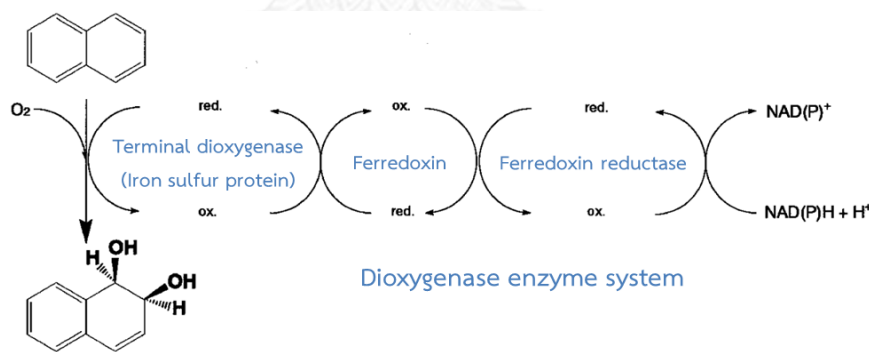 O₂
red.
ox.
red.
NAD(P)⁺
Terminal dioxygenase
(Iron sulfur protein)
Ferredoxin
Ferredoxin reductase
ox.
red.
ox.
NAD(P)H + H⁺
H OH
OH
H
Dioxygenase enzyme system